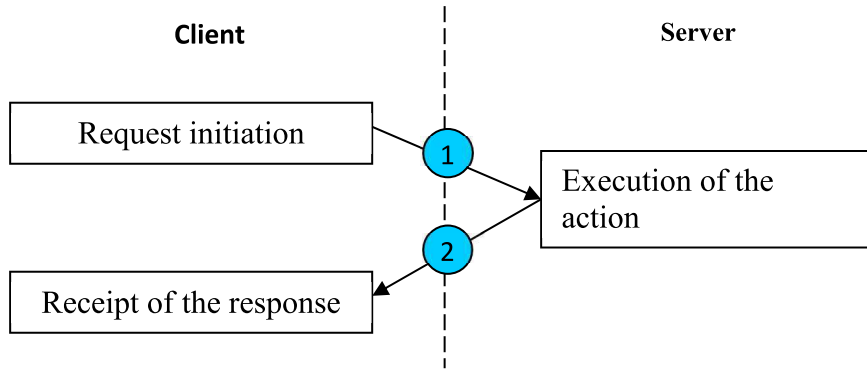 Client
Server
Request initiation
1
Execution of the
action
2
Receipt of the response